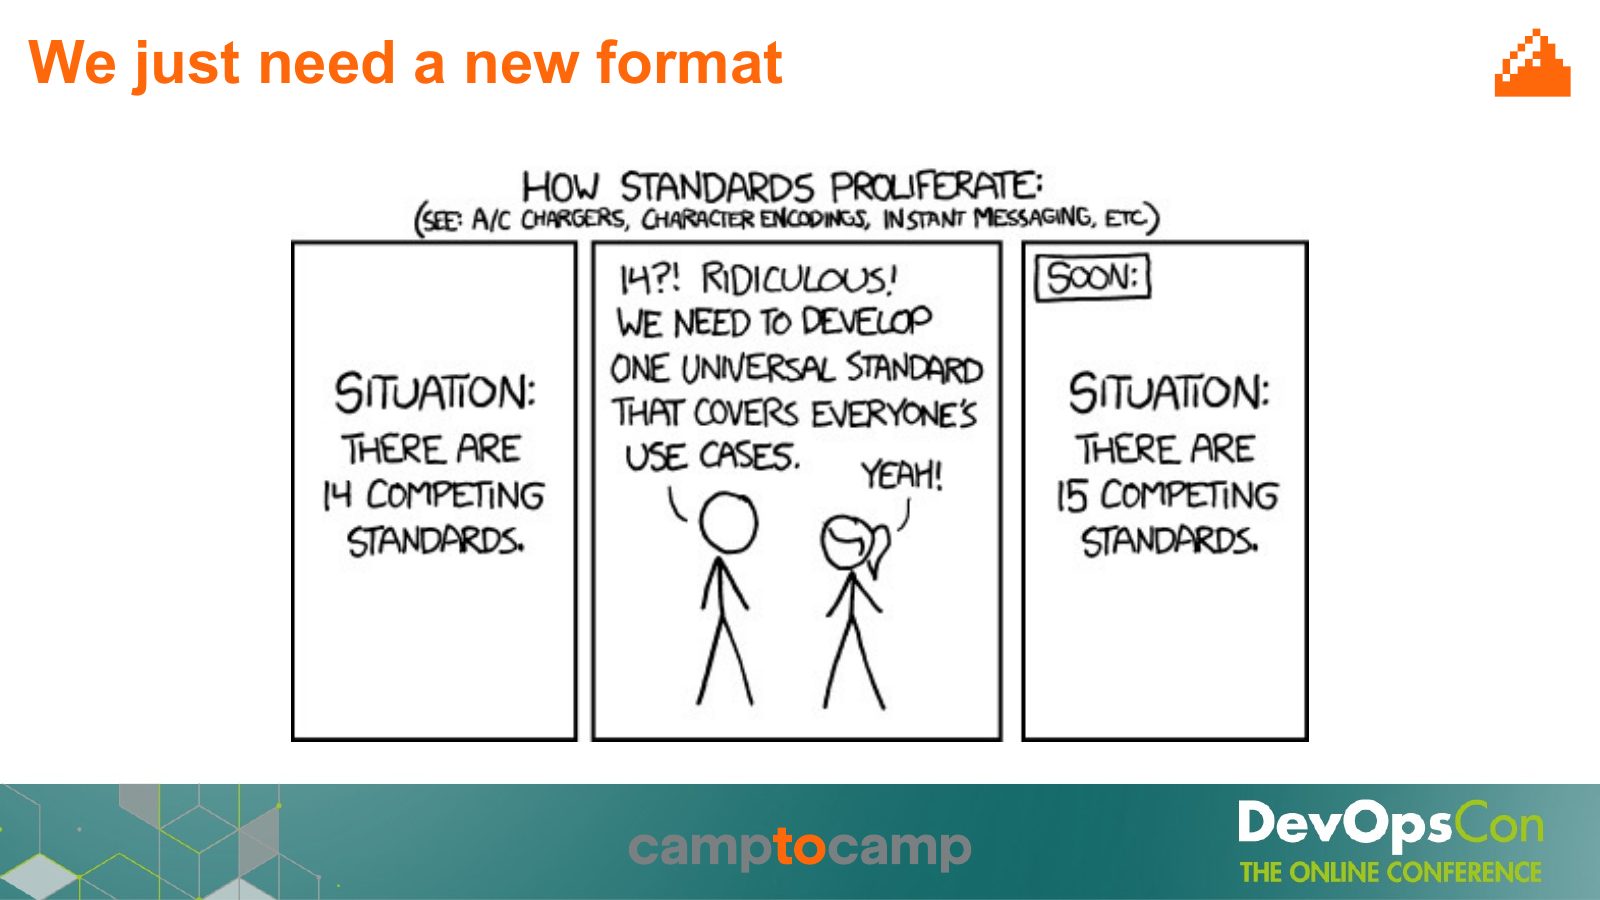 We just need a new format
HOW STANDARDS PROLIFERATE:
(SEE: A/C CHARGERS, CHARACTER ENCODINGS, INSTANT MESSAGING, ETC.)
SITUATION:
THERE ARE
14 COMPETING
STANDARDS.
14?! RIDICULOUS!
WE NEED TO DEVELOP
ONE UNIVERSAL STANDARD
THAT COVERS EVERYONE'S
USE CASES.
YEAH!
SOON:
SITUATION:
THERE ARE
15 COMPETING
STANDARDS.
camptocamp
DevOpsCon
THE ONLINE CONFERENCE